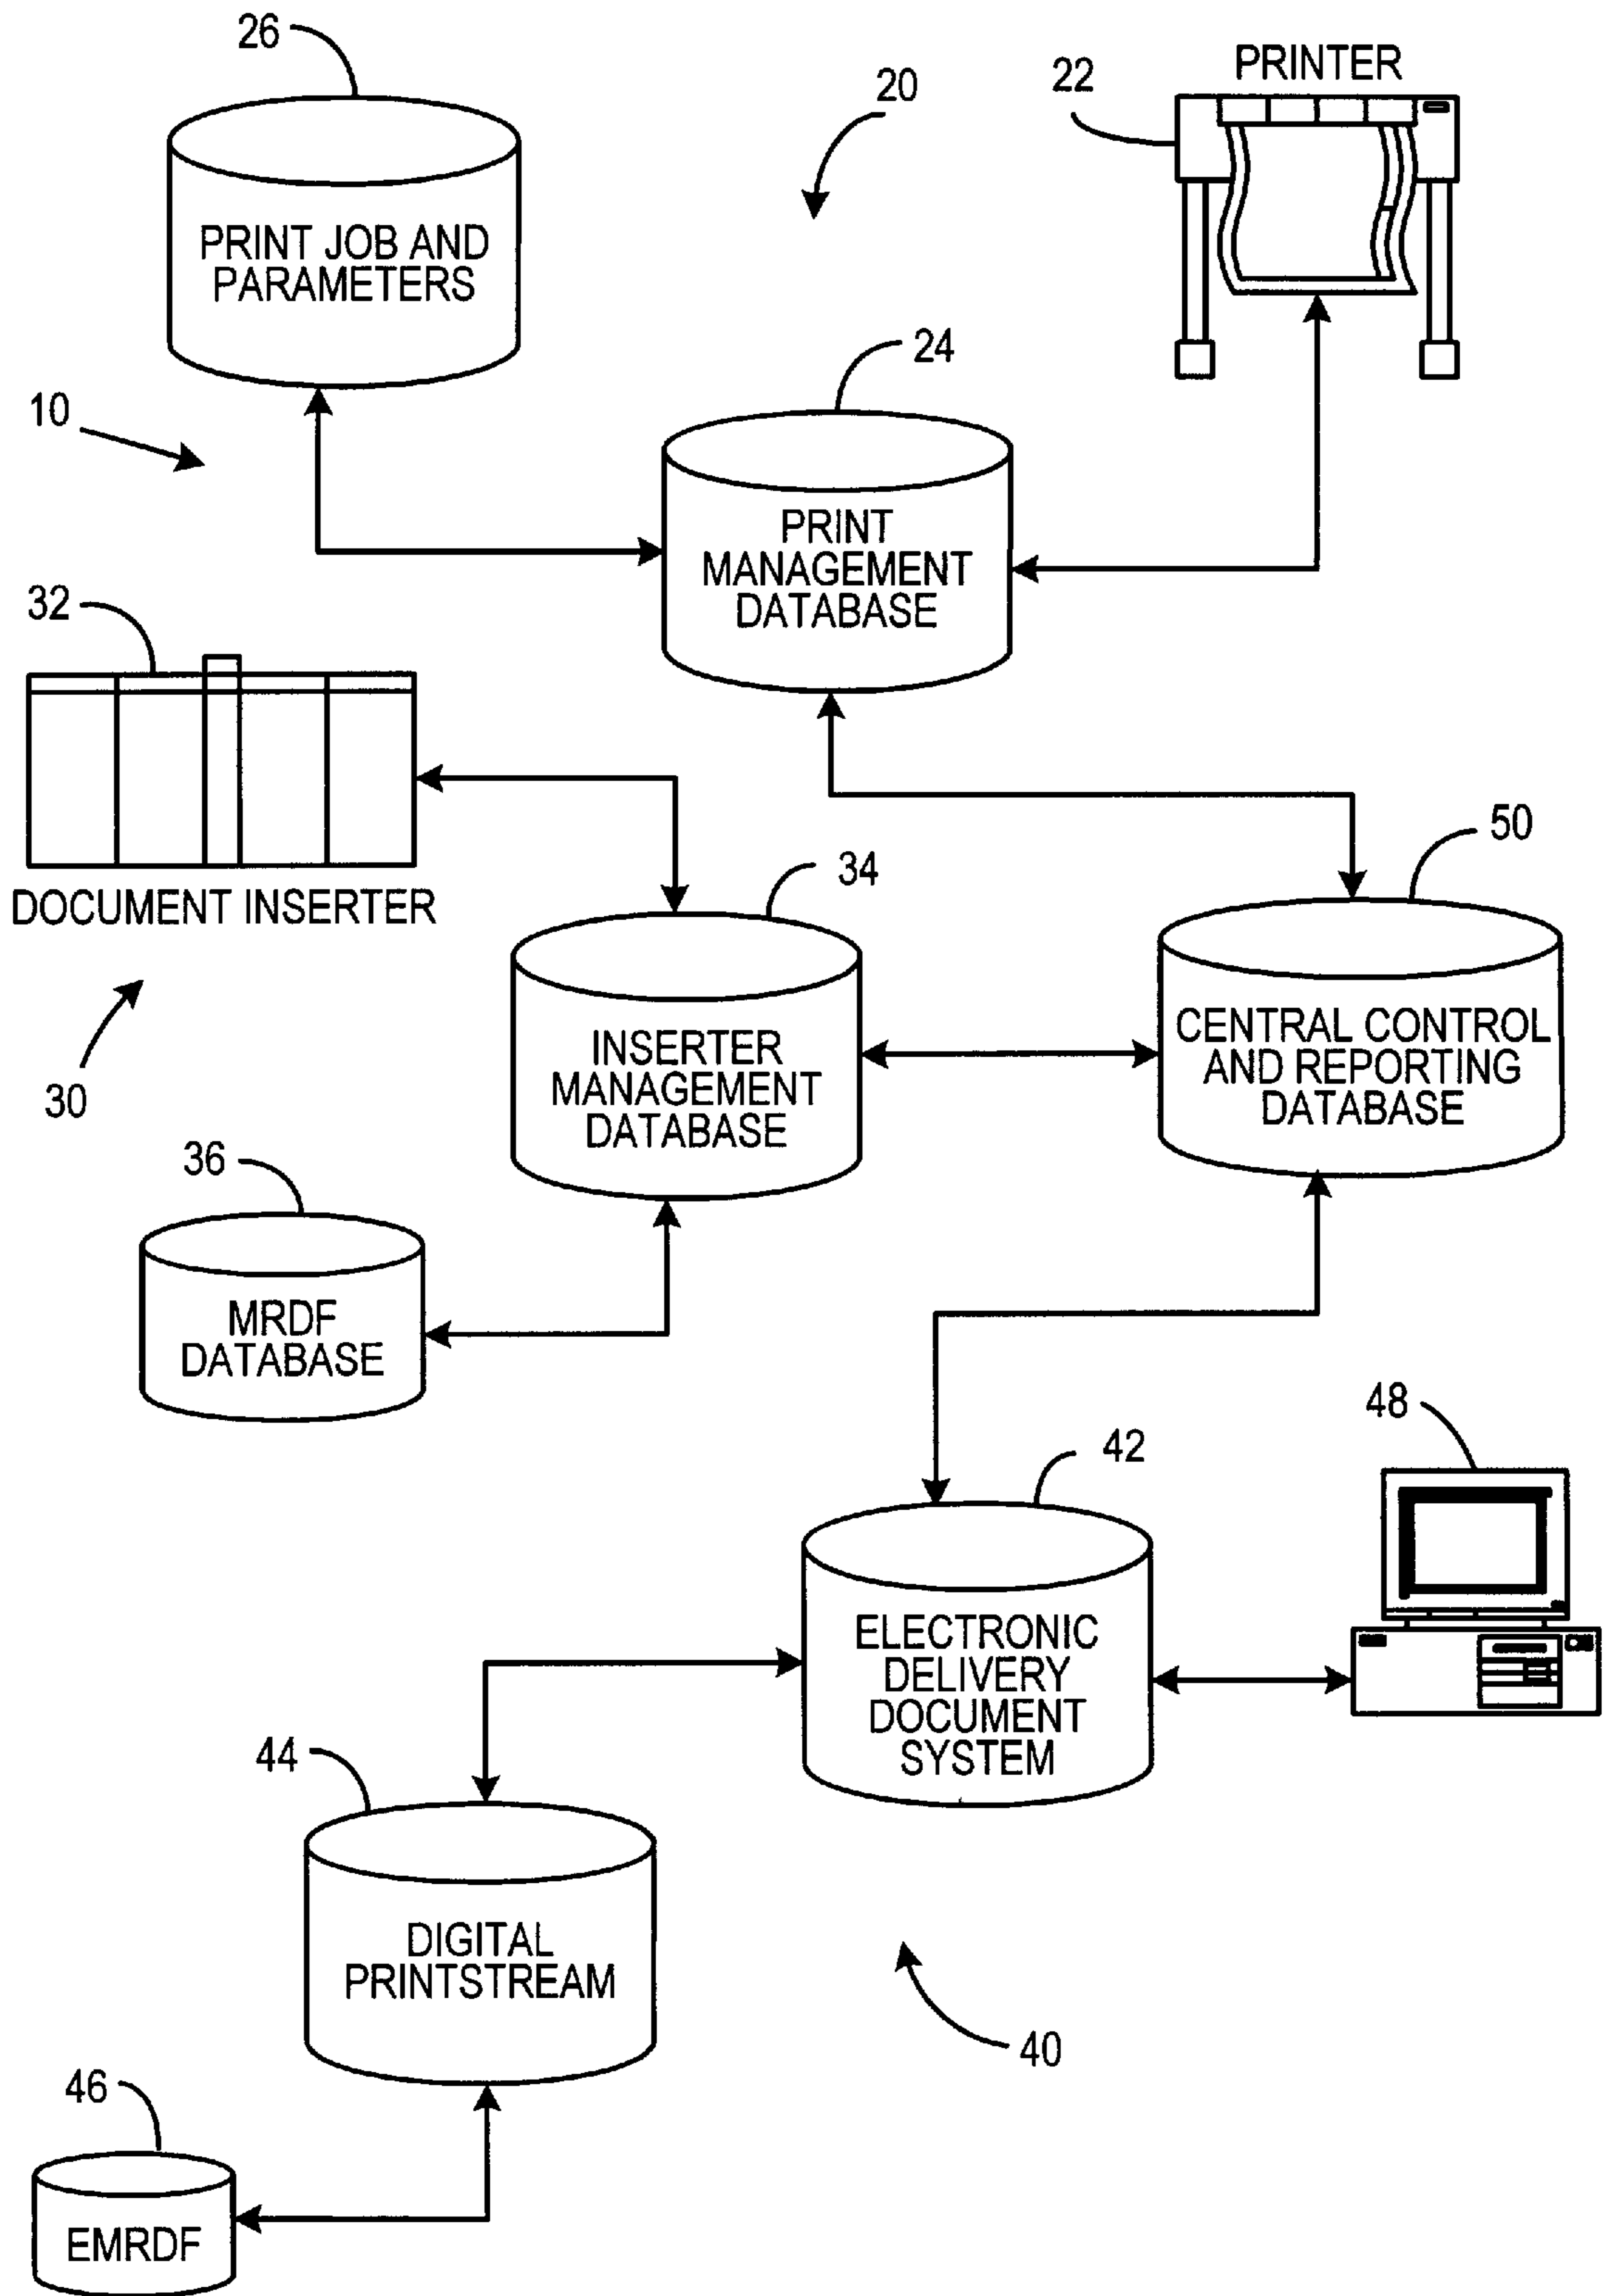 26
20
22
PRINTER
PRINT JOB AND
PARAMETERS
24
10
PRINT
MANAGEMENT
DATABASE
32
DOCUMENT INSERTER
30
34
50
INSERTER
MANAGEMENT
DATABASE
CENTRAL CONTROL
AND REPORTING
DATABASE
36
MRDF
DATABASE
48
42
ELECTRONIC
DELIVERY
DOCUMENT
SYSTEM
44
DIGITAL
PRINTSTREAM
40
46
EMRDF